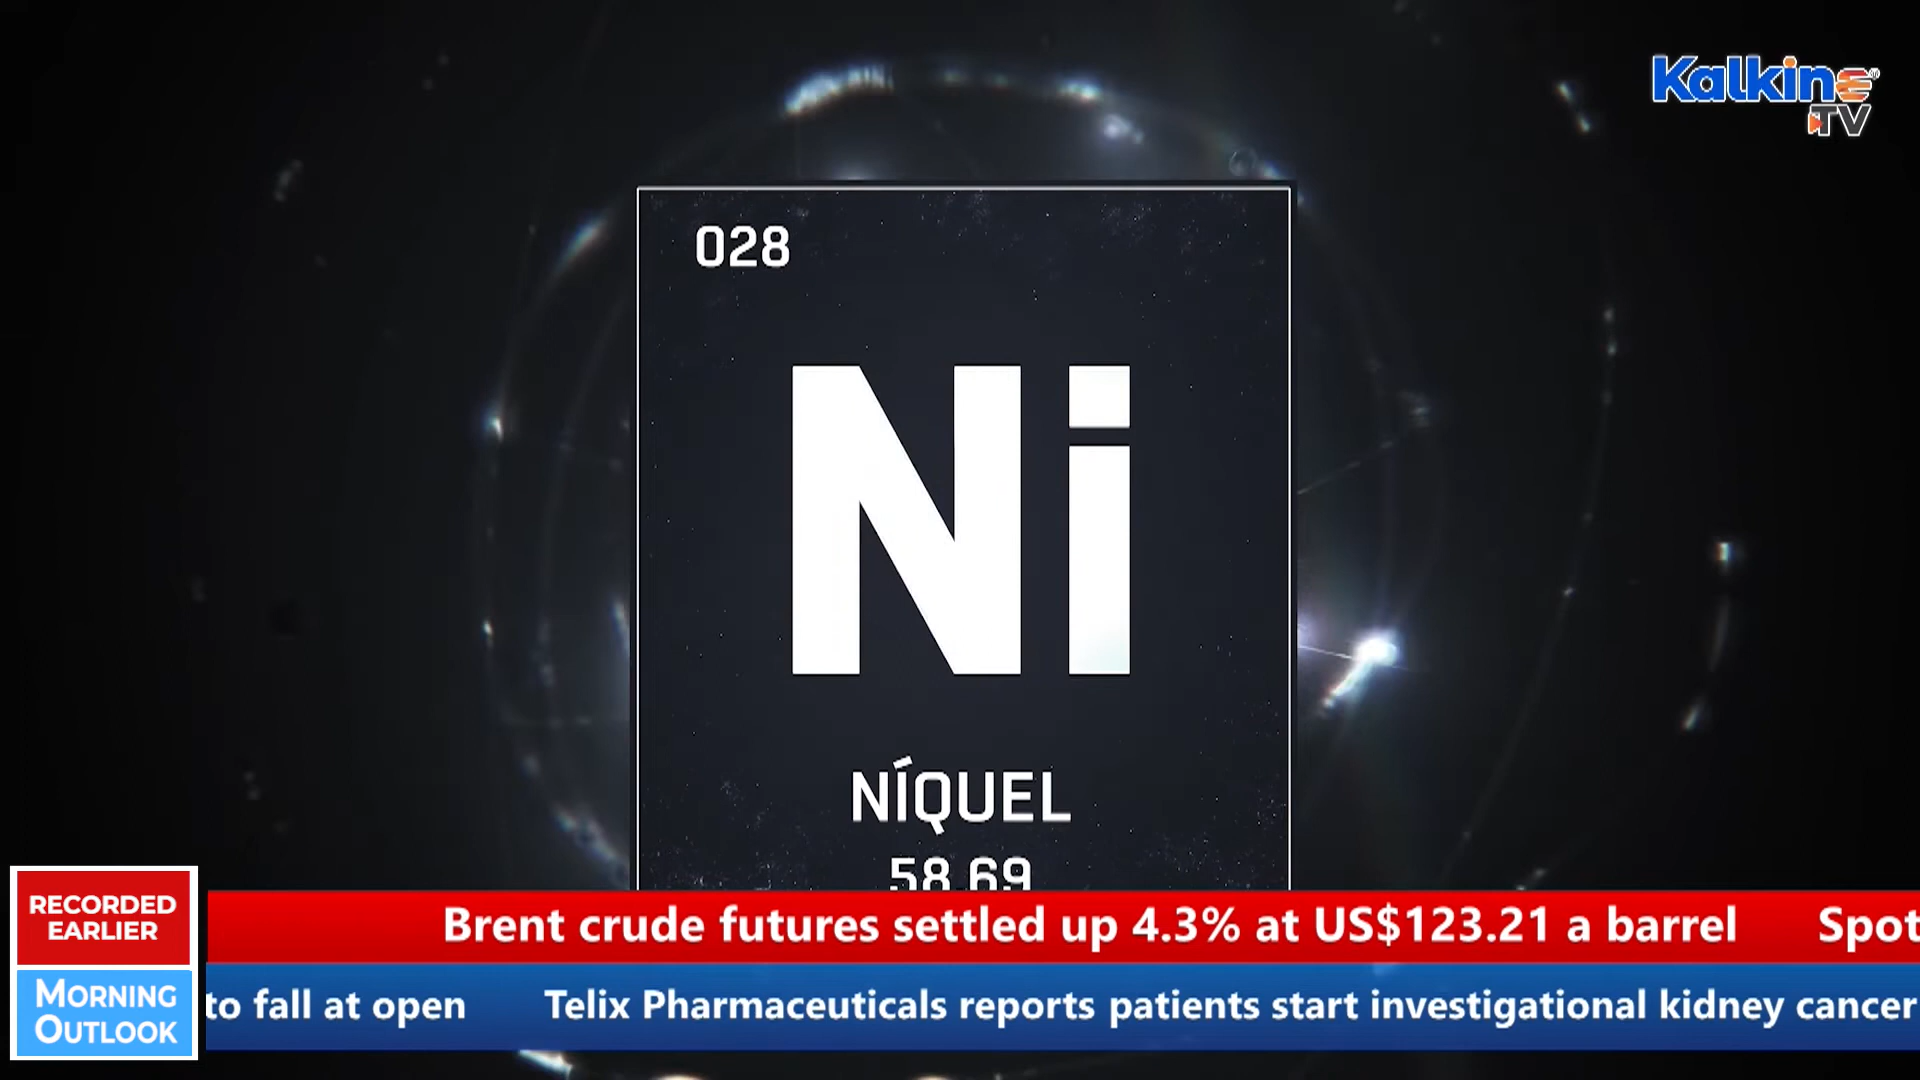 Kalkine
TV
028
Ni
NÍQUEL
58.69
RECORDED
EARLIER
Brent crude futures settled up 4.3% at US$123.21 a barrel Spot
MORNING
OUTLOOK
to fall at open Telix Pharmaceuticals reports patients start investigational kidney cancer